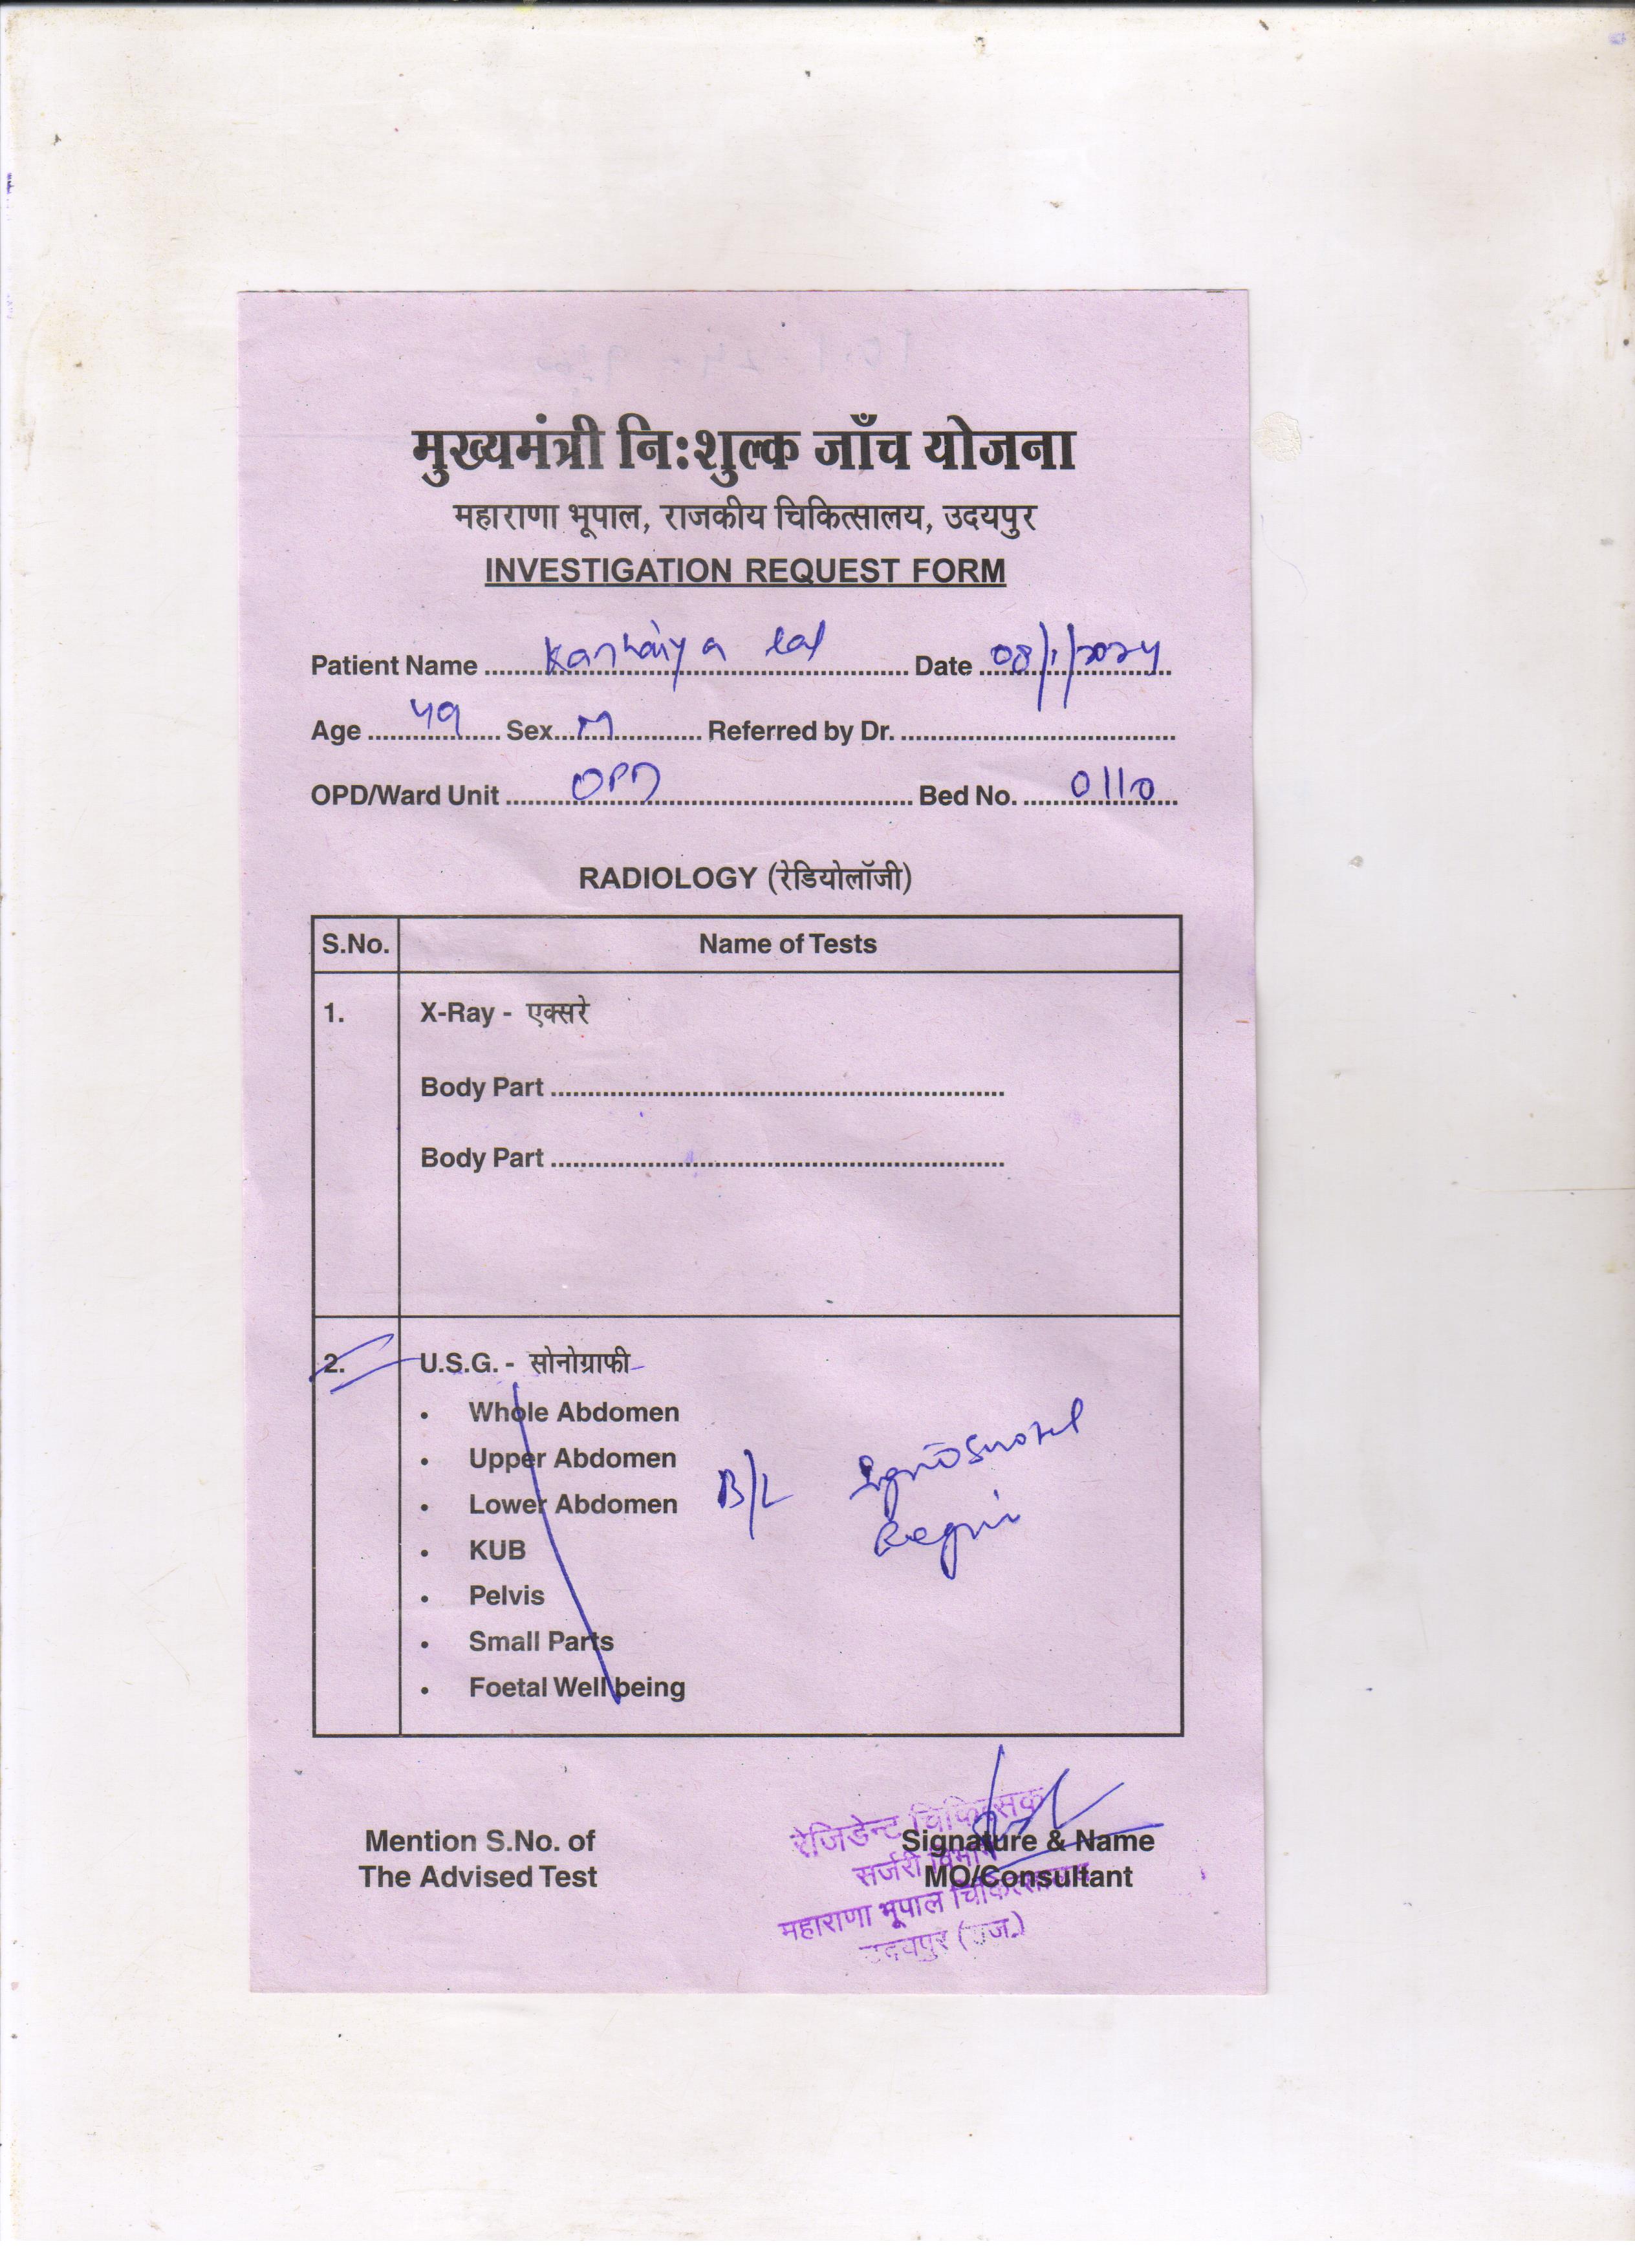 मुख्यमंत्री निःशुल्क जाँच योजना
महाराणा भूपाल, राजकीय चिकित्सालय, उदयपुर
INVESTIGATION REQUEST FORM
Patient Name ........ Kanhaiya lal ........ Date 08/1/2024
Age ........ 49 ........ Sex ........ M ........ Referred by Dr. ........
OPD/Ward Unit ........ OPD ........ Bed No. ........ 0110
RADIOLOGY (रेडियोलॉजी)
S.No. Name of Tests
1. X-Ray - एक्सरे
Body Part ........
Body Part ........
2. U.S.G. - सोनोग्राफी
• Whole Abdomen
• Upper Abdomen
• Lower Abdomen B/L
• KUB
• Pelvis
• Small Parts
• Foetal Well being
रेजिडेन्ट चिकित्सक
Mention S.No. of Signature & Name
सर्जरी विभाग
The Advised Test MO/Consultant
महाराणा भूपाल चिकित्सालय
उदयपुर (राज.)